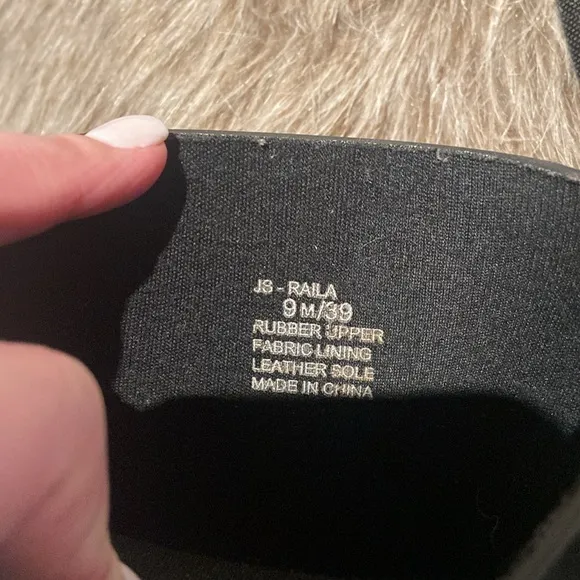 JS - RAILA
9 M/39
RUBBER UPPER
FABRIC LINING
LEATHER SOLE
MADE IN CHINA